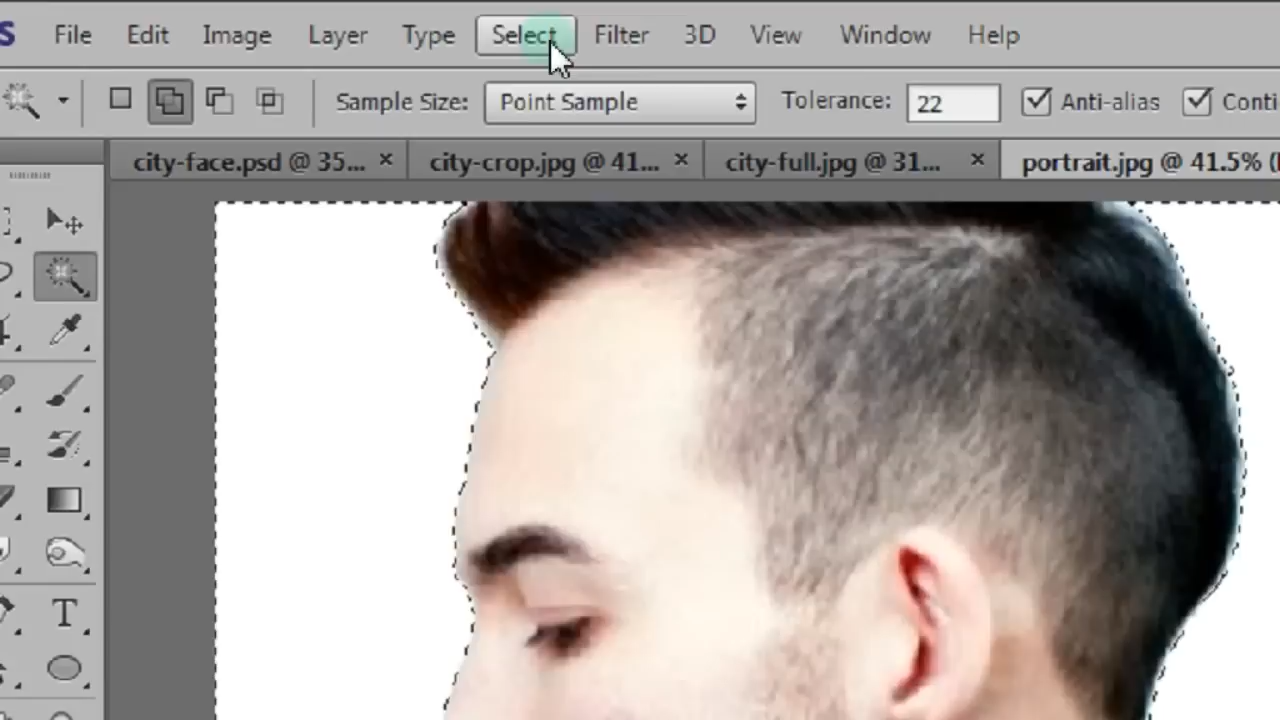 S File Edit Image Layer Type Select Filter 3D View Window Help
Sample Size: Point Sample Tolerance: 22 Anti-alias Conti
city-face.psd @ 35... × city-crop.jpg @ 41... × city-full.jpg @ 31... × portrait.jpg @ 41.5% (
T